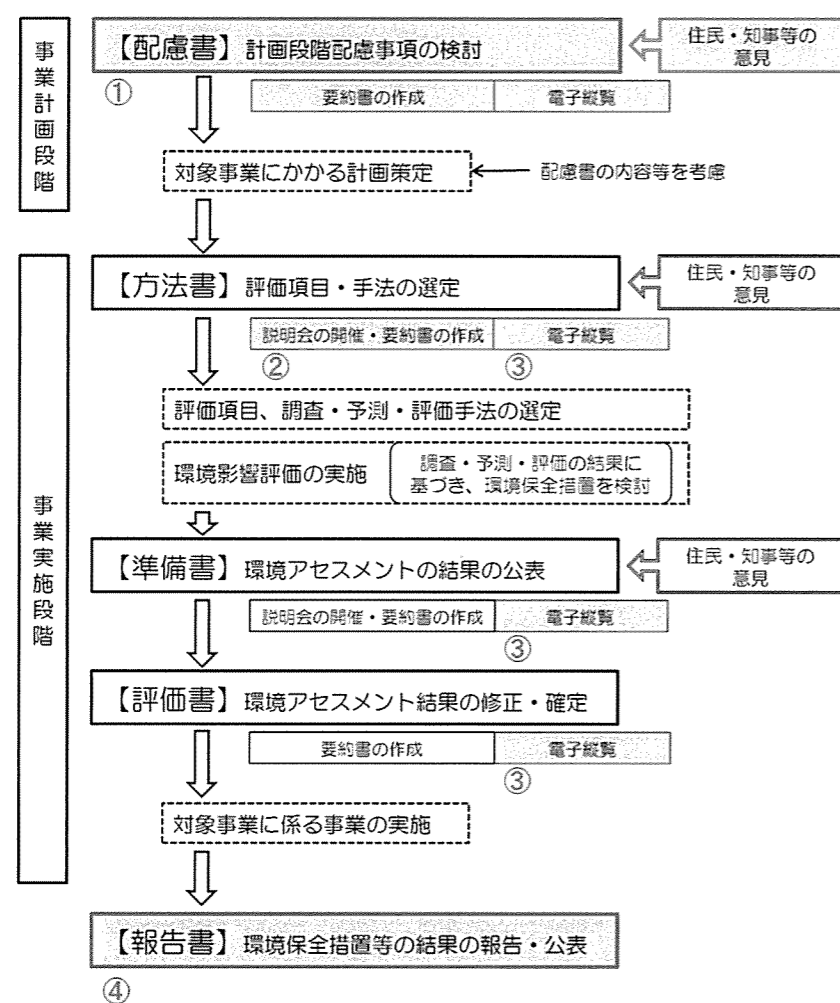 事業計画段階
【配慮書】計画段階配慮事項の検討
住民・知事等の
意見
①
要約書の作成
電子縦覧
対象事業にかかる計画策定
配慮書の内容等を考慮
事業実施段階
【方法書】評価項目・手法の選定
住民・知事等の
意見
説明会の開催・要約書の作成
電子縦覧
②
③
評価項目、調査・予測・評価手法の選定
環境影響評価の実施
調査・予測・評価の結果に
基づき、環境保全措置を検討
【準備書】環境アセスメントの結果の公表
住民・知事等の
意見
説明会の開催・要約書の作成
電子縦覧
③
【評価書】環境アセスメント結果の修正・確定
要約書の作成
電子縦覧
③
対象事業に係る事業の実施
【報告書】環境保全措置等の結果の報告・公表
④